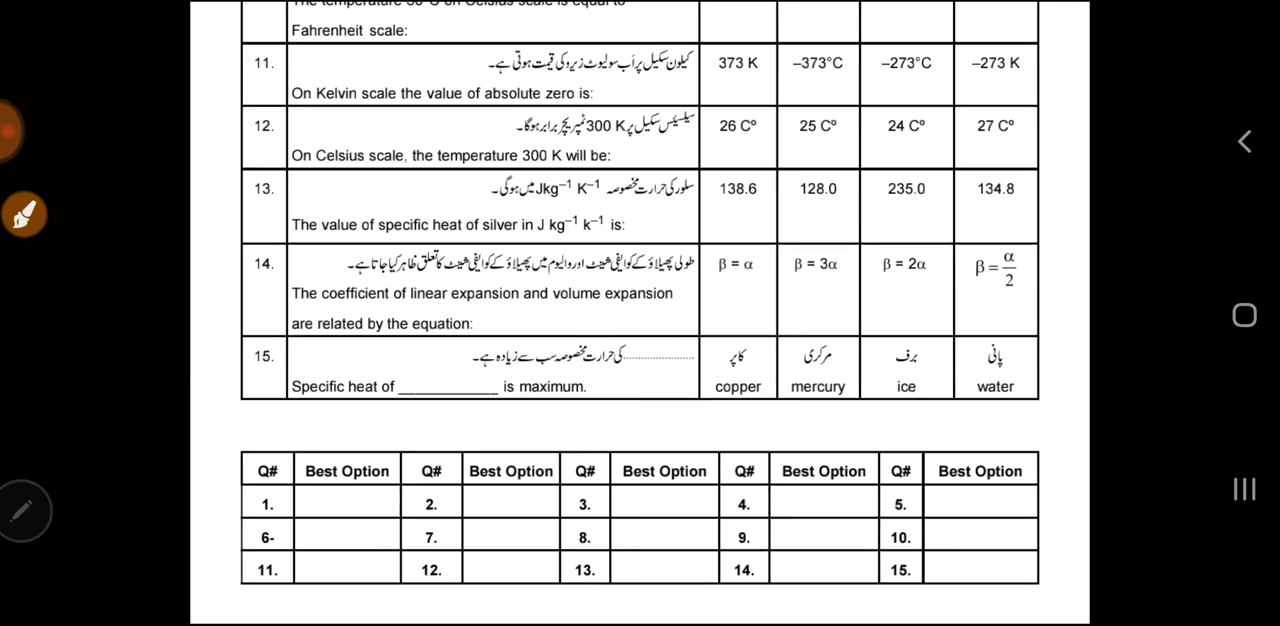 Fahrenheit scale:
11. کیلون سکیل پر اَب سولیوٹ زیرو کی قیمت ہوتی ہے۔ 373 K –373°C –273°C –273 K
On Kelvin scale the value of absolute zero is:
12. سیلسیئس سکیل پر 300 K ٹمپریچر برابر ہوگا۔ 26 Cº 25 Cº 24 Cº 27 Cº
On Celsius scale, the temperature 300 K will be:
13. سلور کی حرارت مخصوصہ Jkg⁻¹ K⁻¹ میں ہوگی۔ 138.6 128.0 235.0 134.8
The value of specific heat of silver in J kg⁻¹ k⁻¹ is:
14. طولی پھیلاؤ کے کوایفی شینٹ اور والیوم میں پھیلاؤ کے کوایفی شینٹ کا تعلق ظاہر کیا جاتا ہے۔ β = α β = 3α β = 2α β = α/2
The coefficient of linear expansion and volume expansion
are related by the equation:
15. ........................کی حرارت مخصوصہ سب سے زیادہ ہے۔ کاپر مرکری برف پانی
Specific heat of ____________ is maximum. copper mercury ice water
Q# Best Option Q# Best Option Q# Best Option Q# Best Option Q# Best Option
1. 2. 3. 4. 5.
6- 7. 8. 9. 10.
11. 12. 13. 14. 15.